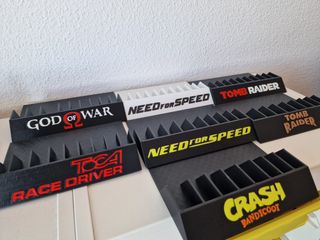 GOD OF WAR
NEED FOR SPEED
TOMB RAIDER
NEED FOR SPEED
TOMB
RAIDER
TOCA
RACE DRIVER
CRASH
BANDICOOT